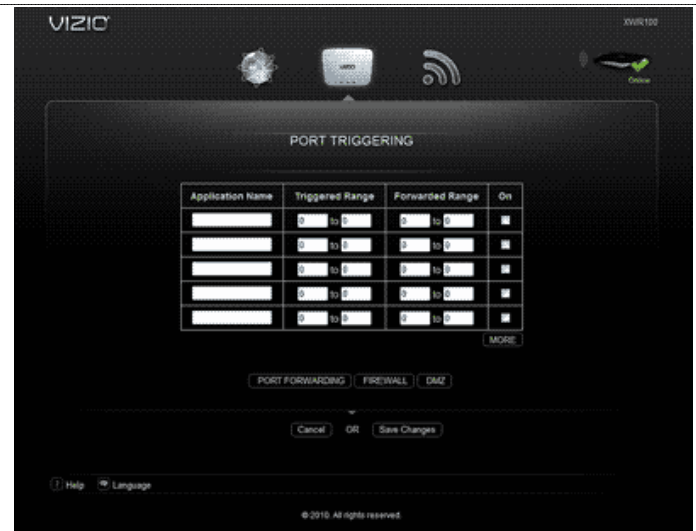 VIZIO
XWR100
VIZIO
Online
PORT TRIGGERING
Application Name Triggered Range Forwarded Range On
0 to 0 0 to 0
0 to 0 0 to 0
0 to 0 0 to 0
0 to 0 0 to 0
0 to 0 0 to 0
MORE
PORT FORWARDING FIREWALL DMZ
Cancel OR Save Changes
? Help Language
© 2010. All rights reserved.